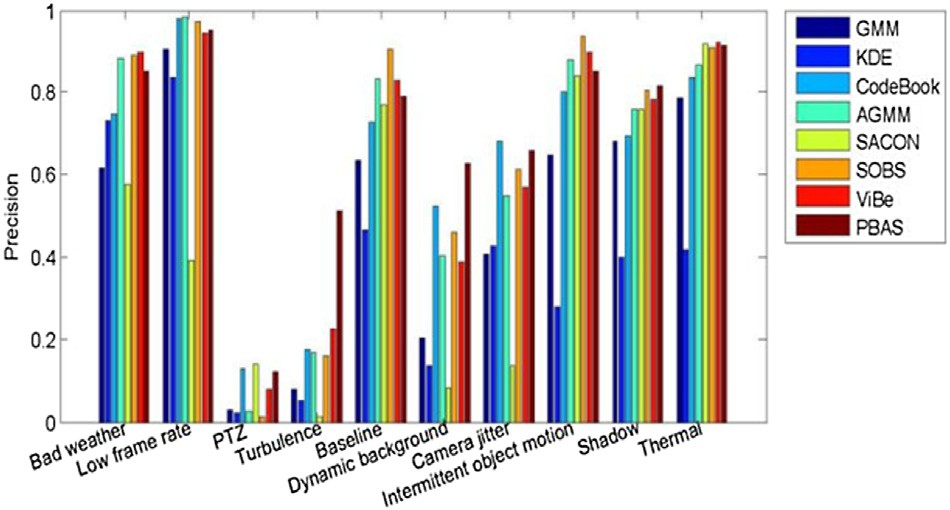 Precision
1
0.8
0.6
0.4
0.2
0
Bad weather
Low frame rate
PTZ
Turbulence
Baseline
Dynamic background
Camera jitter
Intermittent object motion
Shadow
Thermal
GMM
KDE
CodeBook
AGMM
SACON
SOBS
ViBe
PBAS